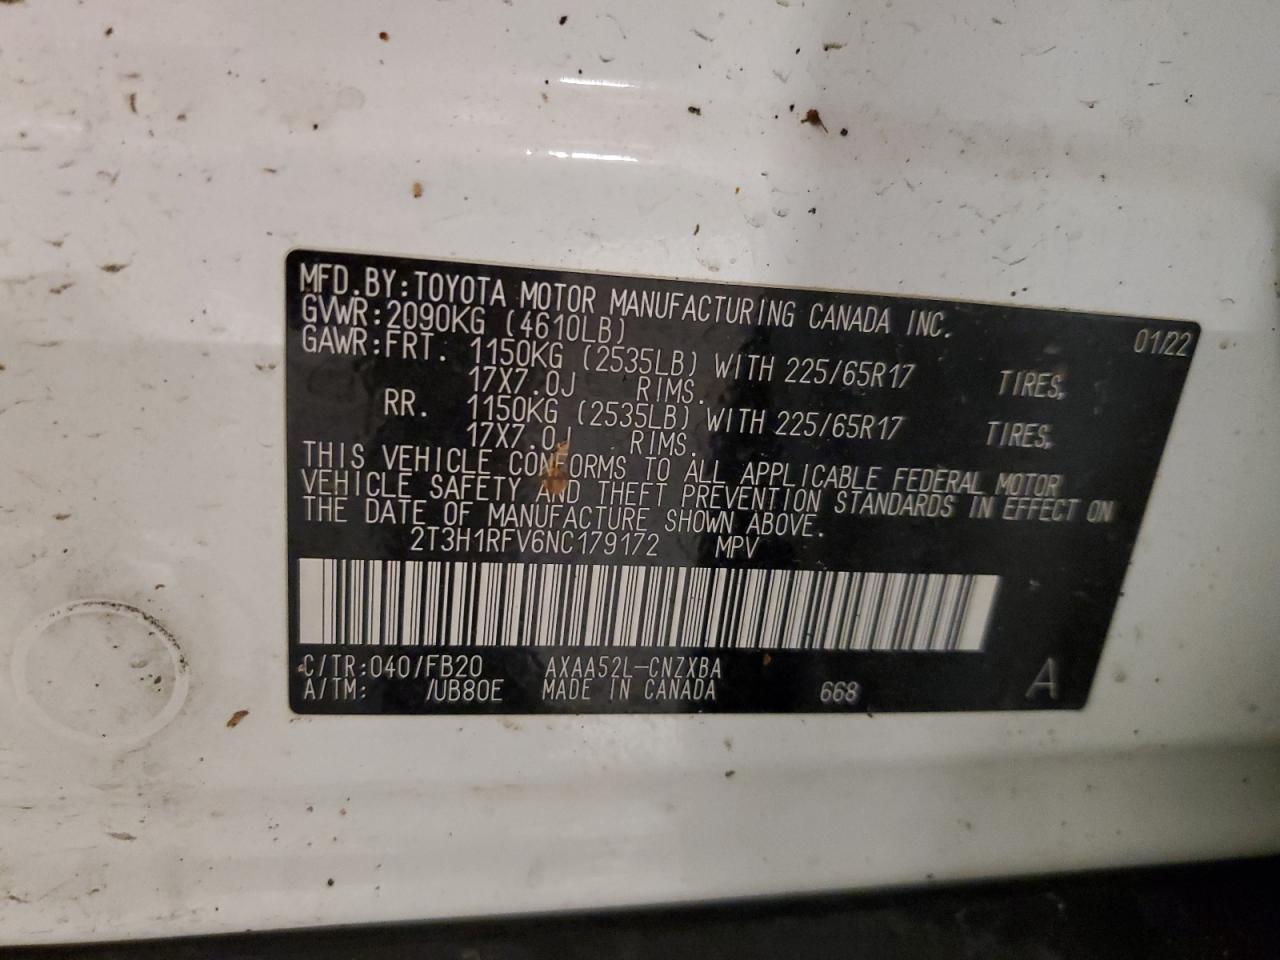 MFD.BY:TOYOTA MOTOR MANUFACTURING CANADA INC. 01/22
GVWR:2090KG (4610LB)
GAWR:FRT. 1150KG (2535LB) WITH 225/65R17 TIRES,
17X7.0J RIMS.
RR. 1150KG (2535LB) WITH 225/65R17 TIRES,
17X7.0J RIMS.
THIS VEHICLE CONFORMS TO ALL APPLICABLE FEDERAL MOTOR
VEHICLE SAFETY AND THEFT PREVENTION STANDARDS IN EFFECT ON
THE DATE OF MANUFACTURE SHOWN ABOVE.
2T3H1RFV6NC179172 MPV
C/TR:040/FB20 AXAA52L-CNZXBA
A/TM: /UB80E MADE IN CANADA 668 A